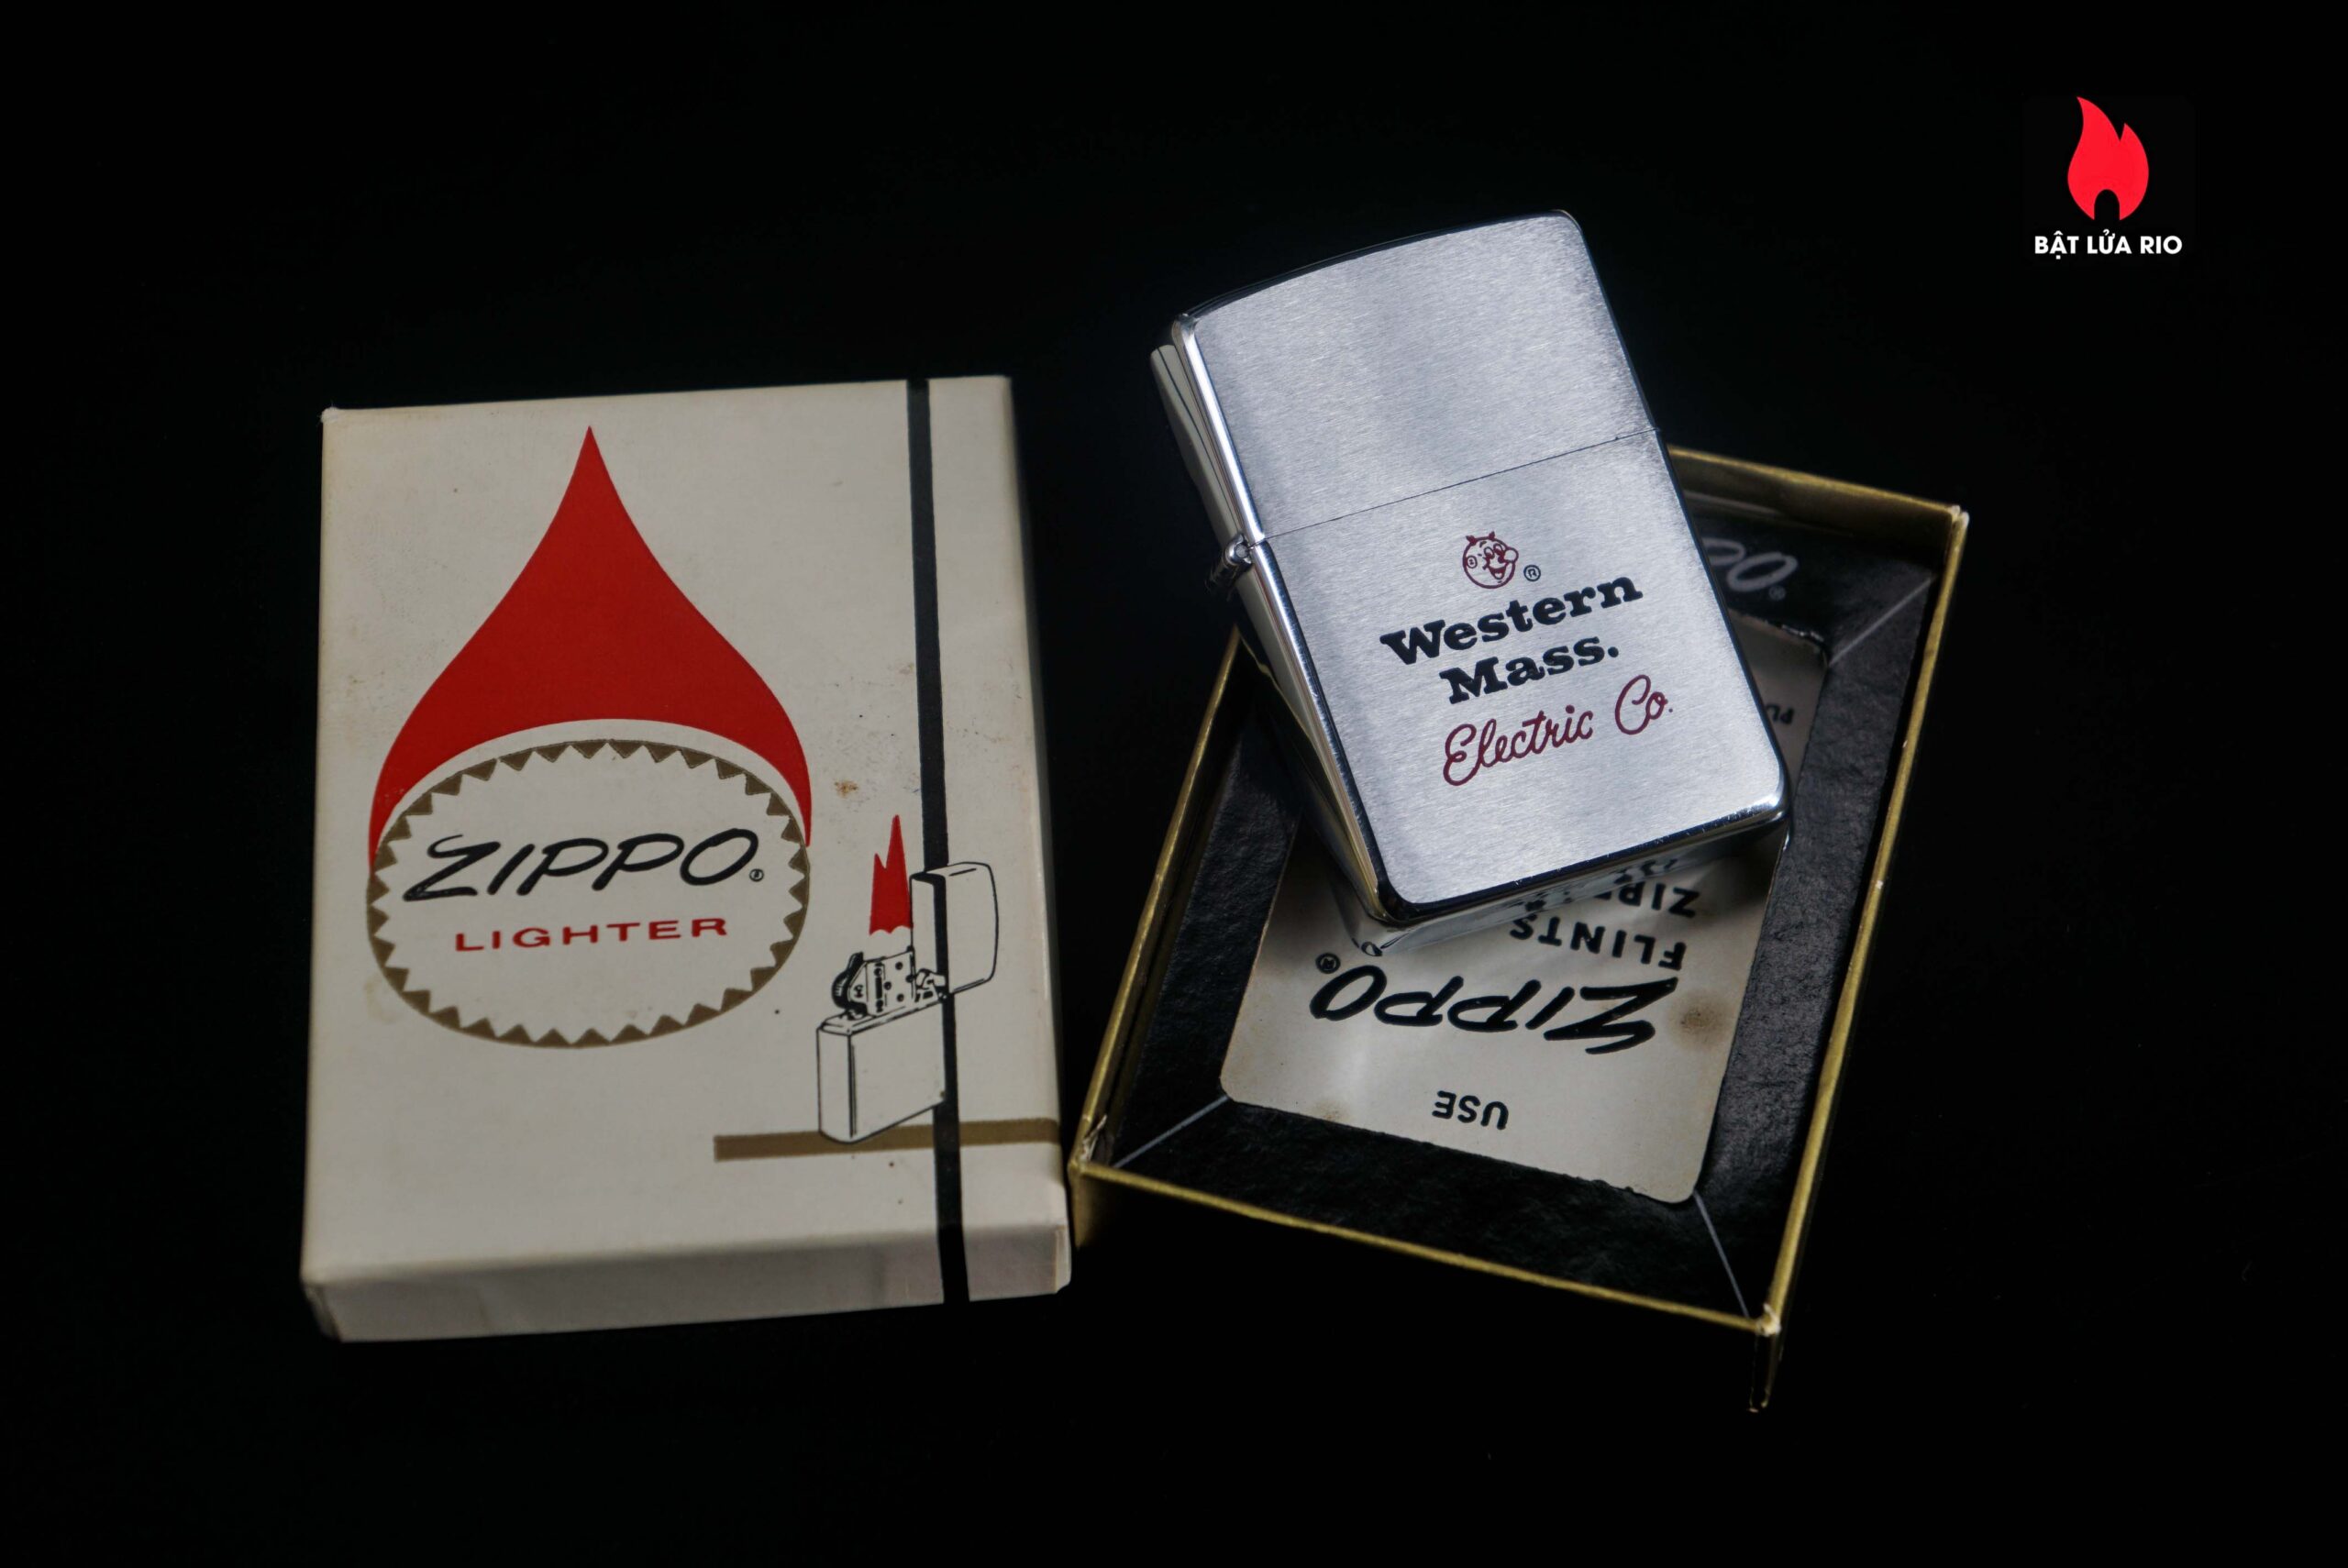 BẬT LỬA RIO
ZIPPO®
LIGHTER
®
Western
Mass.
Electric Co.
USE
ZIPPO®
FLINTS